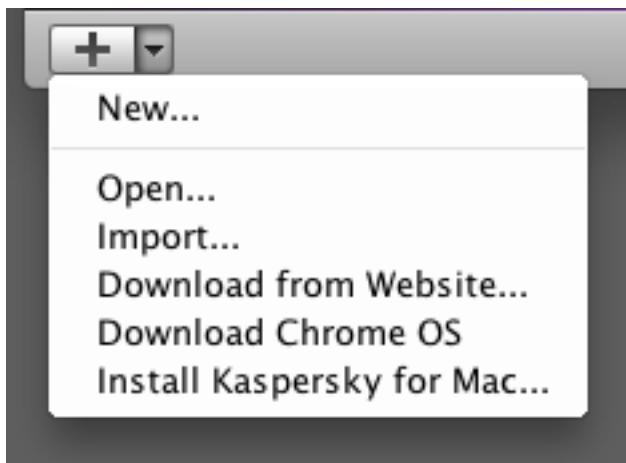 New...
Open...
Import...
Download from Website...
Download Chrome OS
Install Kaspersky for Mac...